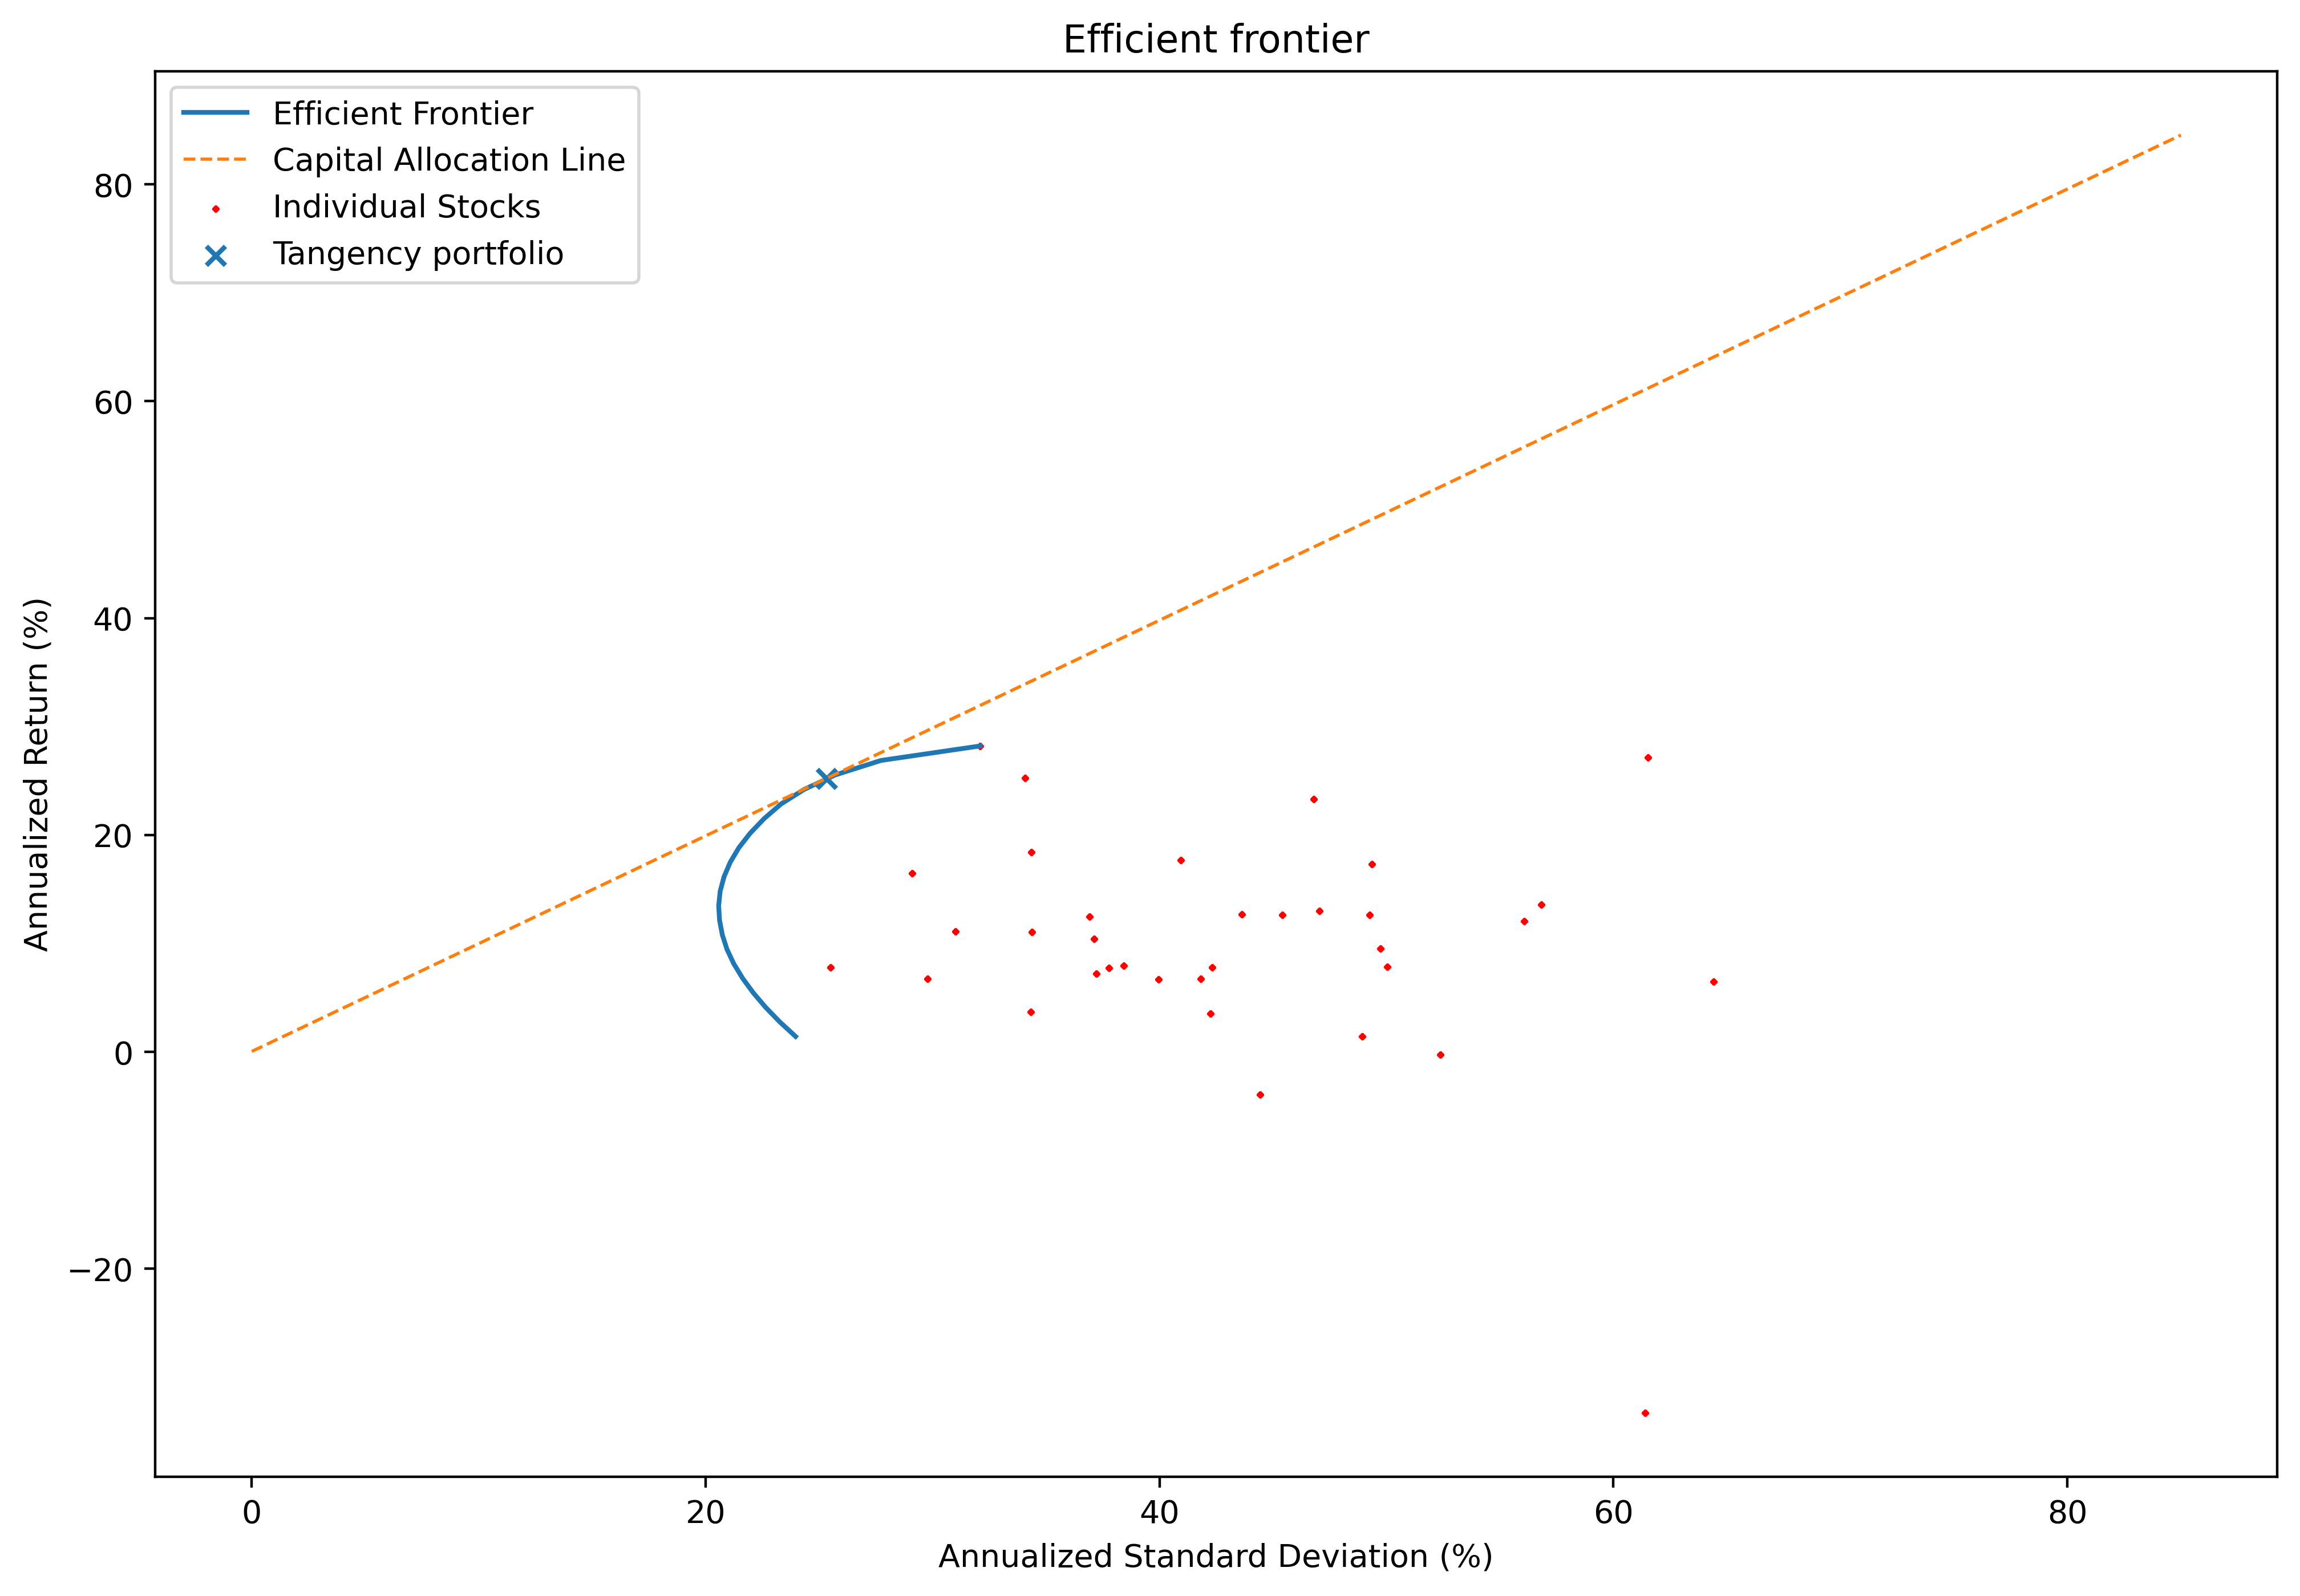 Efficient frontier
Efficient Frontier
Capital Allocation Line
Individual Stocks
Tangency portfolio
80
60
40
20
0
−20
Annualized Return (%)
0 20 40 60 80
Annualized Standard Deviation (%)